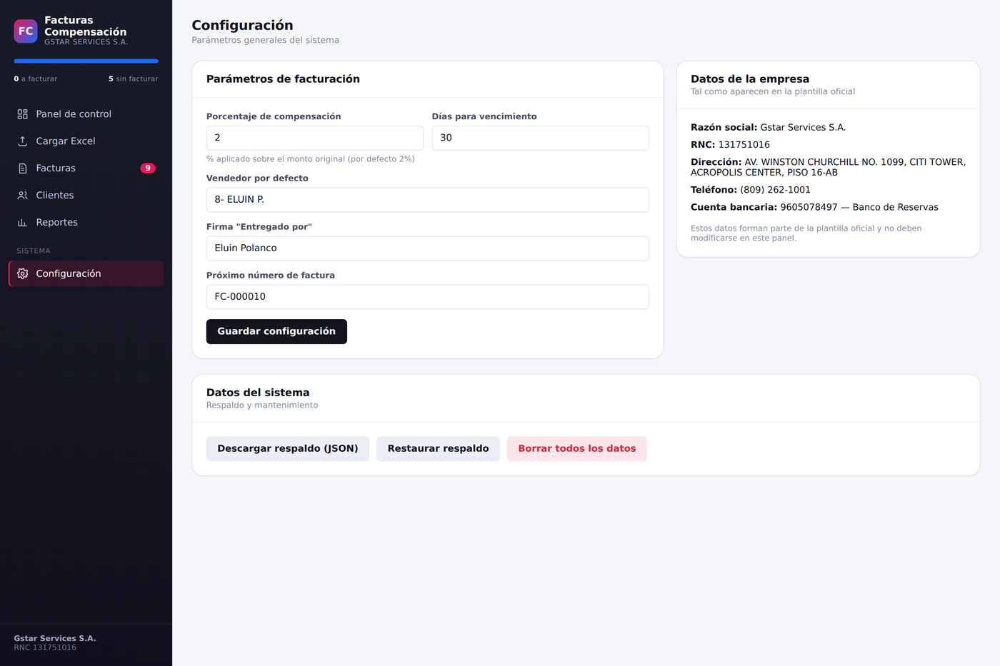 FC
Facturas
Compensación
GSTAR SERVICES S.A.
0 a facturar
5 sin facturar
Panel de control
Cargar Excel
Facturas
9
Clientes
Reportes
SISTEMA
Configuración
Gstar Services S.A.
RNC 131751016
Configuración
Parámetros generales del sistema
Parámetros de facturación
Porcentaje de compensación
2
% aplicado sobre el monto original (por defecto 2%)
Días para vencimiento
30
Vendedor por defecto
8- ELUIN P.
Firma "Entregado por"
Eluin Polanco
Próximo número de factura
FC-000010
Guardar configuración
Datos de la empresa
Tal como aparecen en la plantilla oficial
Razón social: Gstar Services S.A.
RNC: 131751016
Dirección: AV. WINSTON CHURCHILL NO. 1099, CITI TOWER,
ACROPOLIS CENTER, PISO 16-AB
Teléfono: (809) 262-1001
Cuenta bancaria: 9605078497 — Banco de Reservas
Estos datos forman parte de la plantilla oficial y no deben
modificarse en este panel.
Datos del sistema
Respaldo y mantenimiento
Descargar respaldo (JSON)
Restaurar respaldo
Borrar todos los datos